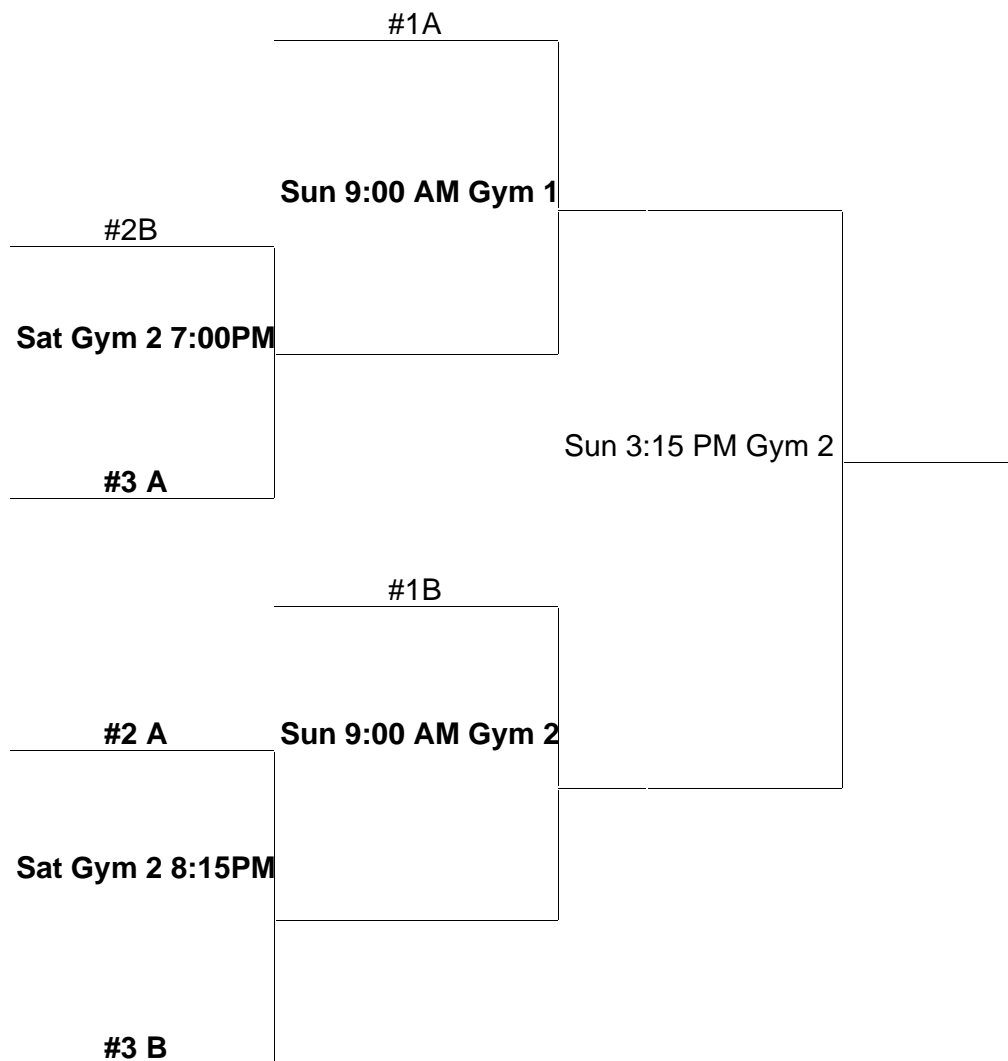 #1A
Sun 9:00 AM Gym 1
#2B
Sat Gym 2 7:00PM
Sun 3:15 PM Gym 2
#3 A
#1B
#2 A
Sun 9:00 AM Gym 2
Sat Gym 2 8:15PM
#3 B